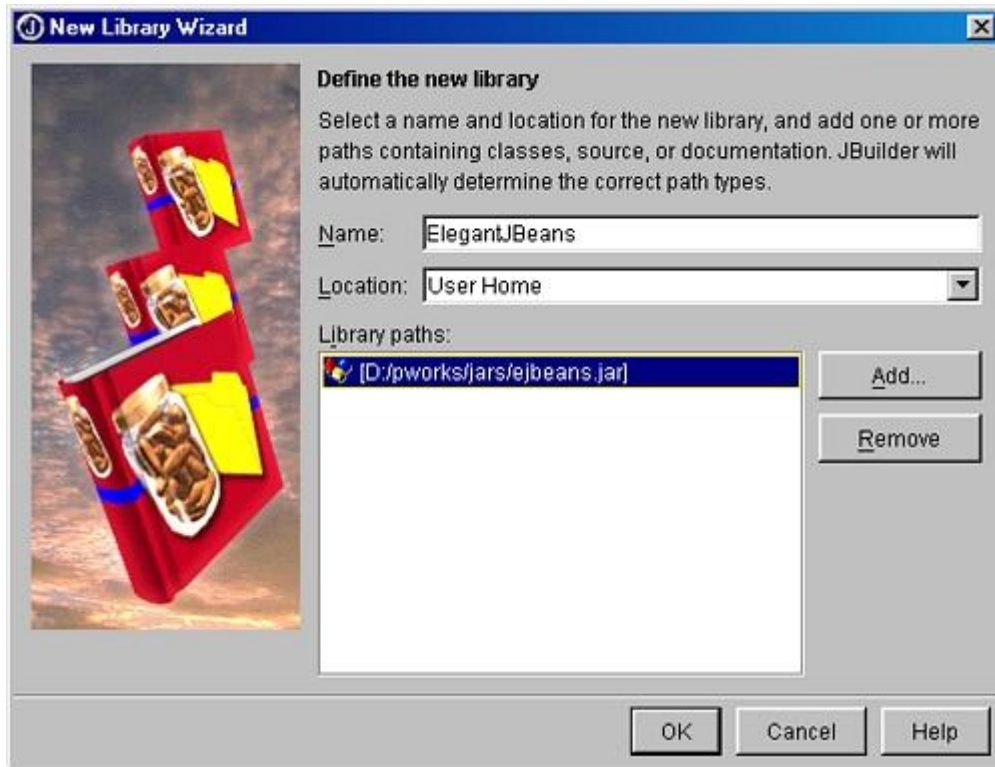 New Library Wizard
Define the new library
Select a name and location for the new library, and add one or more
paths containing classes, source, or documentation. JBuilder will
automatically determine the correct path types.
Name: ElegantJBeans
Location: User Home
Library paths:
[D:/pworks/jars/ejbeans.jar]
Add...
Remove
OK Cancel Help